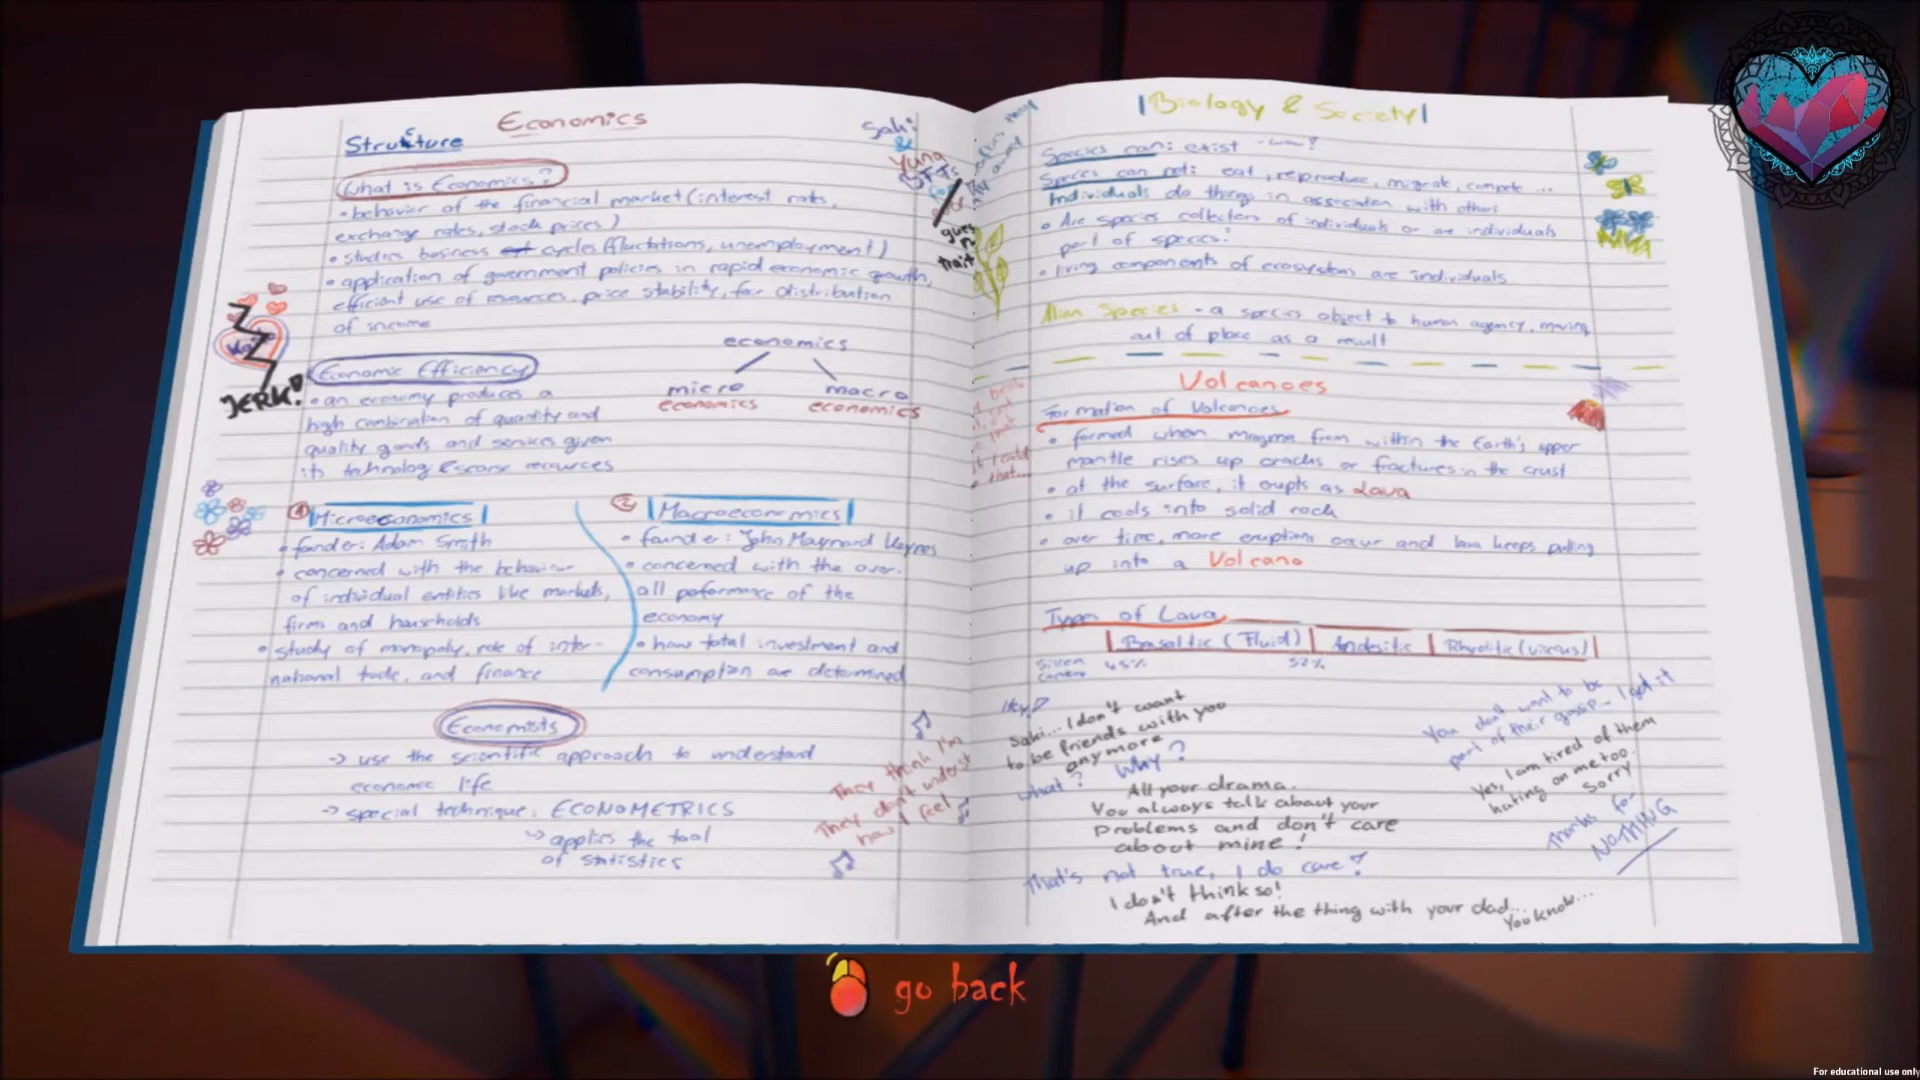 Economics
Structure
What is Economics?
• behavior of the financial market (interest rates,
exchange rates, stock prices)
• studies business cycles (fluctations, unemployment)
• application of government policies in rapid economic growth,
efficient use of resources, price stability, fair distribution
of income
economics
micro
economics
macro
economics
JERK!
Economic Efficiency
• an economy produces a
high combination of quantity and
quality goods and services given
its technology & scarse recources
① Microeconomics
• founder: Adam Smith
• concerned with the behavior
of individual entities like markets,
firms and households
• study of monopoly, role of inter-
national trade, and finance
② Macroeconomics
• founder: John Maynard Keynes
• concerned with the over-
all performance of the
economy
• how total investment and
consumption are determined
Economists
-> use the scientific approach to understand
economic life
-> special technique: ECONOMETRICS
applies the tool
of statistics
Saki
&
Yuna
BFFs
They think I'm
They don't underst
how I feel
Biology & Society
Species can: exist
Species can not: eat, reproduce, migrate, compete ...
Individuals do things in association with others
• Are species collectors of individuals or are individuals
part of species?
• living components of ecosystems are individuals
Alien Species - a species object to human agency, moving
out of place as a result
Volcanoes
Formation of Volcanoes
• formed when magma from within the Earth's upper
mantle rises up cracks or fractures in the crust
• at the surface, it erupts as Lava
• it cools into solid rock
• over time, more eruptions occur and lava keeps
up into a Volcano
Types of Lava
Basaltic (Fluid) | Andesitic | Rhyolitic (viscous)
45% 52%
Hey!
Saki... I don't want
to be friends with you
anymore
what? Why?
All your drama.
You always talk about your
problems and don't care
about mine!
That's not true, I do care!
I don't think so!
And after the thing with your dad...
You know...
You don't want to be
part of their gossip... I get it
Yes, I am tired of them
hating on me too.
Sorry
Thanks for
NOTHING
go back
For educational use only